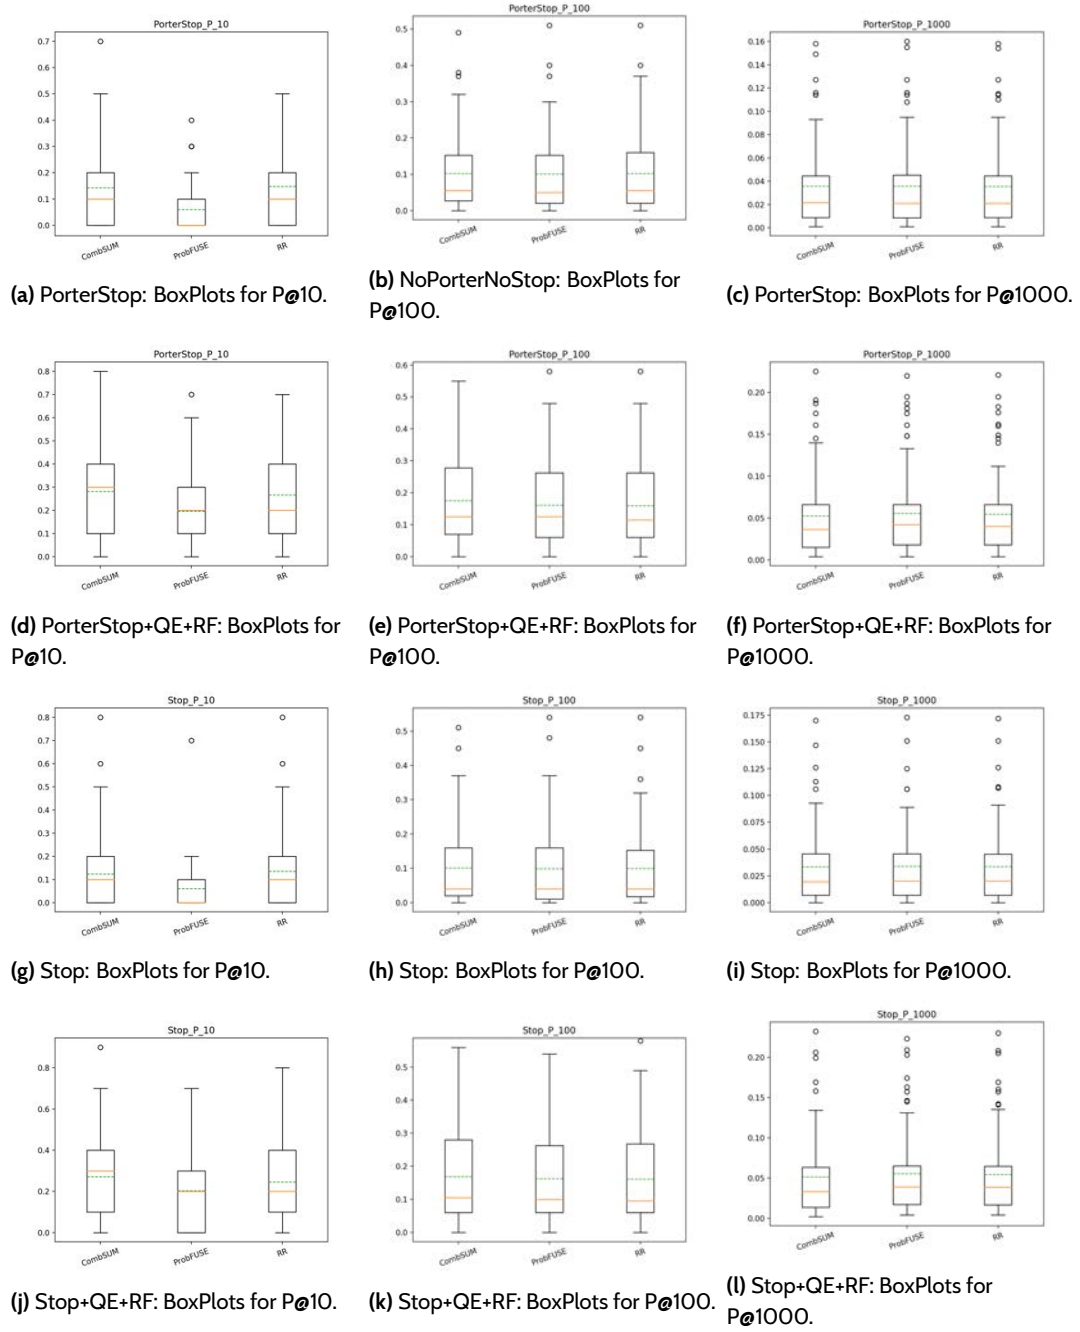 PorterStop_P_10
0.7
0.6
0.5
0.4
0.3
0.2
0.1
0.0
CombSUM
ProbFUSE
RR
(a) PorterStop: BoxPlots for P@10.
PorterStop_P_100
0.5
0.4
0.3
0.2
0.1
0.0
CombSUM
ProbFUSE
RR
(b) NoPorterNoStop: BoxPlots for
P@100.
PorterStop_P_1000
0.16
0.14
0.12
0.10
0.08
0.06
0.04
0.02
0.00
CombSUM
ProbFUSE
RR
(c) PorterStop: BoxPlots for P@1000.
PorterStop_P_10
0.8
0.7
0.6
0.5
0.4
0.3
0.2
0.1
0.0
CombSUM
ProbFUSE
RR
(d) PorterStop+QE+RF: BoxPlots for
P@10.
PorterStop_P_100
0.6
0.5
0.4
0.3
0.2
0.1
0.0
CombSUM
ProbFUSE
RR
(e) PorterStop+QE+RF: BoxPlots for
P@100.
PorterStop_P_1000
0.20
0.15
0.10
0.05
0.00
CombSUM
ProbFUSE
RR
(f) PorterStop+QE+RF: BoxPlots for
P@1000.
Stop_P_10
0.8
0.7
0.6
0.5
0.4
0.3
0.2
0.1
0.0
CombSUM
ProbFUSE
RR
(g) Stop: BoxPlots for P@10.
Stop_P_100
0.5
0.4
0.3
0.2
0.1
0.0
CombSUM
ProbFUSE
RR
(h) Stop: BoxPlots for P@100.
Stop_P_1000
0.175
0.150
0.125
0.100
0.075
0.050
0.025
0.000
CombSUM
ProbFUSE
RR
(i) Stop: BoxPlots for P@1000.
Stop_P_10
0.8
0.6
0.4
0.2
0.0
CombSUM
ProbFUSE
RR
(j) Stop+QE+RF: BoxPlots for P@10.
Stop_P_100
0.5
0.4
0.3
0.2
0.1
0.0
CombSUM
ProbFUSE
RR
(k) Stop+QE+RF: BoxPlots for P@100.
Stop_P_1000
0.20
0.15
0.10
0.05
0.00
CombSUM
ProbFUSE
RR
(l) Stop+QE+RF: BoxPlots for
P@1000.